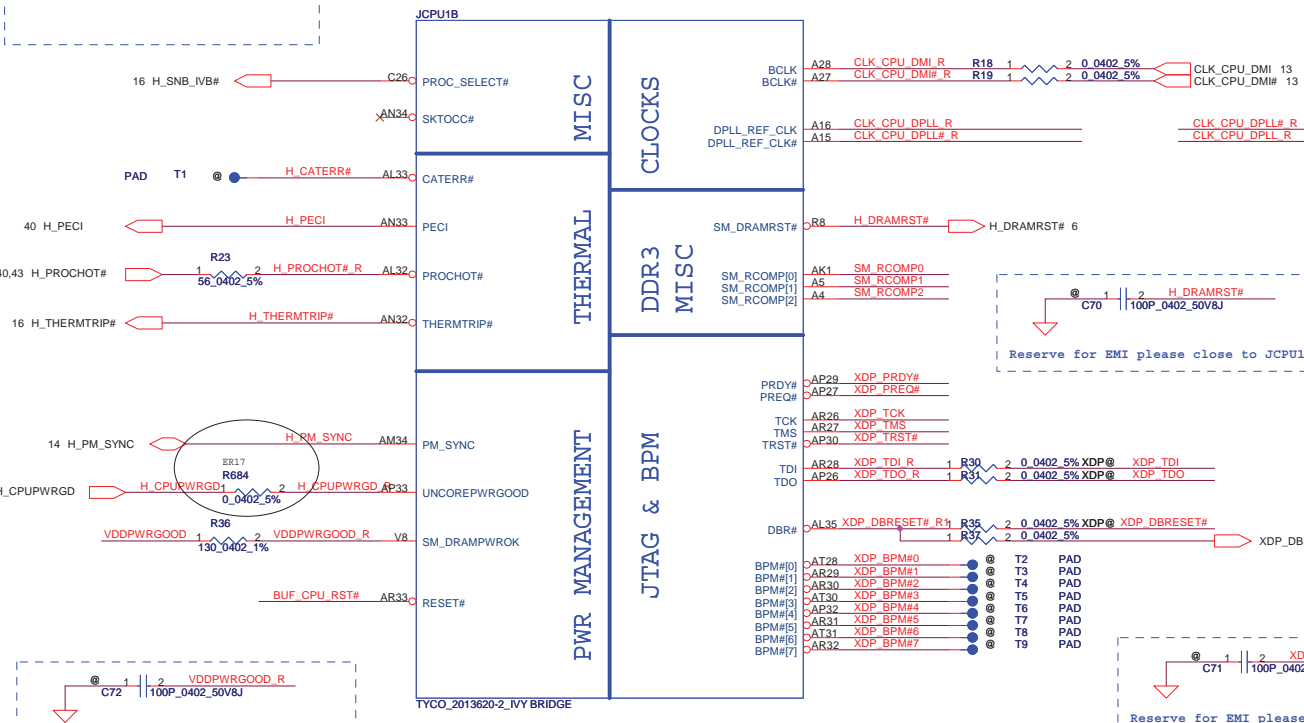 JCPU1B
16 H_SNB_IVB# C26 PROC_SELECT#
AN34 SKTOCC#
MISC
PAD T1 @ H_CATERR# AL33 CATERR#
40 H_PECI H_PECI AN33 PECI
R23
40,43 H_PROCHOT# 1 2 H_PROCHOT#_R AL32 PROCHOT#
56_0402_5%
16 H_THERMTRIP# H_THERMTRIP# AN32 THERMTRIP#
THERMAL
14 H_PM_SYNC H_PM_SYNC AM34 PM_SYNC
ER17
R684
H_CPUPWRGD H_CPUPWRGD 1 2 H_CPUPWRGD_R AP33 UNCOREPWRGOOD
0_0402_5%
R36
VDDPWRGOOD 1 2 VDDPWRGOOD_R V8 SM_DRAMPWROK
130_0402_1%
BUF_CPU_RST# AR33 RESET#
PWR MANAGEMENT
@ 1 2 VDDPWRGOOD_R
C72 100P_0402_50V8J
CLOCKS
BCLK A28 CLK_CPU_DMI_R R18 1 2 0_0402_5% CLK_CPU_DMI 13
BCLK# A27 CLK_CPU_DMI#_R R19 1 2 0_0402_5% CLK_CPU_DMI# 13
DPLL_REF_CLK A16 CLK_CPU_DPLL_R CLK_CPU_DPLL#_R
DPLL_REF_CLK# A15 CLK_CPU_DPLL#_R CLK_CPU_DPLL_R
DDR3
MISC
SM_DRAMRST# R8 H_DRAMRST# H_DRAMRST# 6
SM_RCOMP[0] AK1 SM_RCOMP0
SM_RCOMP[1] A5 SM_RCOMP1
SM_RCOMP[2] A4 SM_RCOMP2
@ 1 2 H_DRAMRST#
C70 100P_0402_50V8J
Reserve for EMI please close to JCPU1
JTAG & BPM
PRDY# AP29 XDP_PRDY#
PREQ# AP27 XDP_PREQ#
TCK AR26 XDP_TCK
TMS AR27 XDP_TMS
TRST# AP30 XDP_TRST#
TDI AR28 XDP_TDI_R 1 R30 2 0_0402_5% XDP@ XDP_TDI
TDO AP26 XDP_TDO_R 1 R31 2 0_0402_5% XDP@ XDP_TDO
DBR# AL35 XDP_DBRESET#_R 1 R35 2 0_0402_5% XDP@ XDP_DBRESET#
1 R37 2 0_0402_5% XDP_DB
BPM#[0] AT28 XDP_BPM#0 @ T2 PAD
BPM#[1] AR29 XDP_BPM#1 @ T3 PAD
BPM#[2] AR30 XDP_BPM#2 @ T4 PAD
BPM#[3] AT30 XDP_BPM#3 @ T5 PAD
BPM#[4] AP32 XDP_BPM#4 @ T6 PAD
BPM#[5] AR31 XDP_BPM#5 @ T7 PAD
BPM#[6] AT31 XDP_BPM#6 @ T8 PAD
BPM#[7] AR32 XDP_BPM#7 @ T9 PAD
@ 1 2 XD
C71 100P_0402
Reserve for EMI please
TYCO_2013620-2_IVY BRIDGE